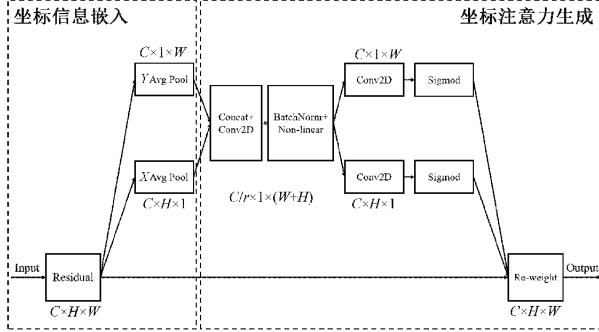 坐标信息嵌入
坐标注意力生成
C×1×W
Y Avg Pool
X Avg Pool
C×H×1
Concat+
Conv2D
BatchNorm+
Non-linear
C/r×1×(W+H)
C×1×W
Conv2D
Sigmod
Conv2D
Sigmod
C×H×1
Input
Residual
C×H×W
Re-weight
Output
C×H×W